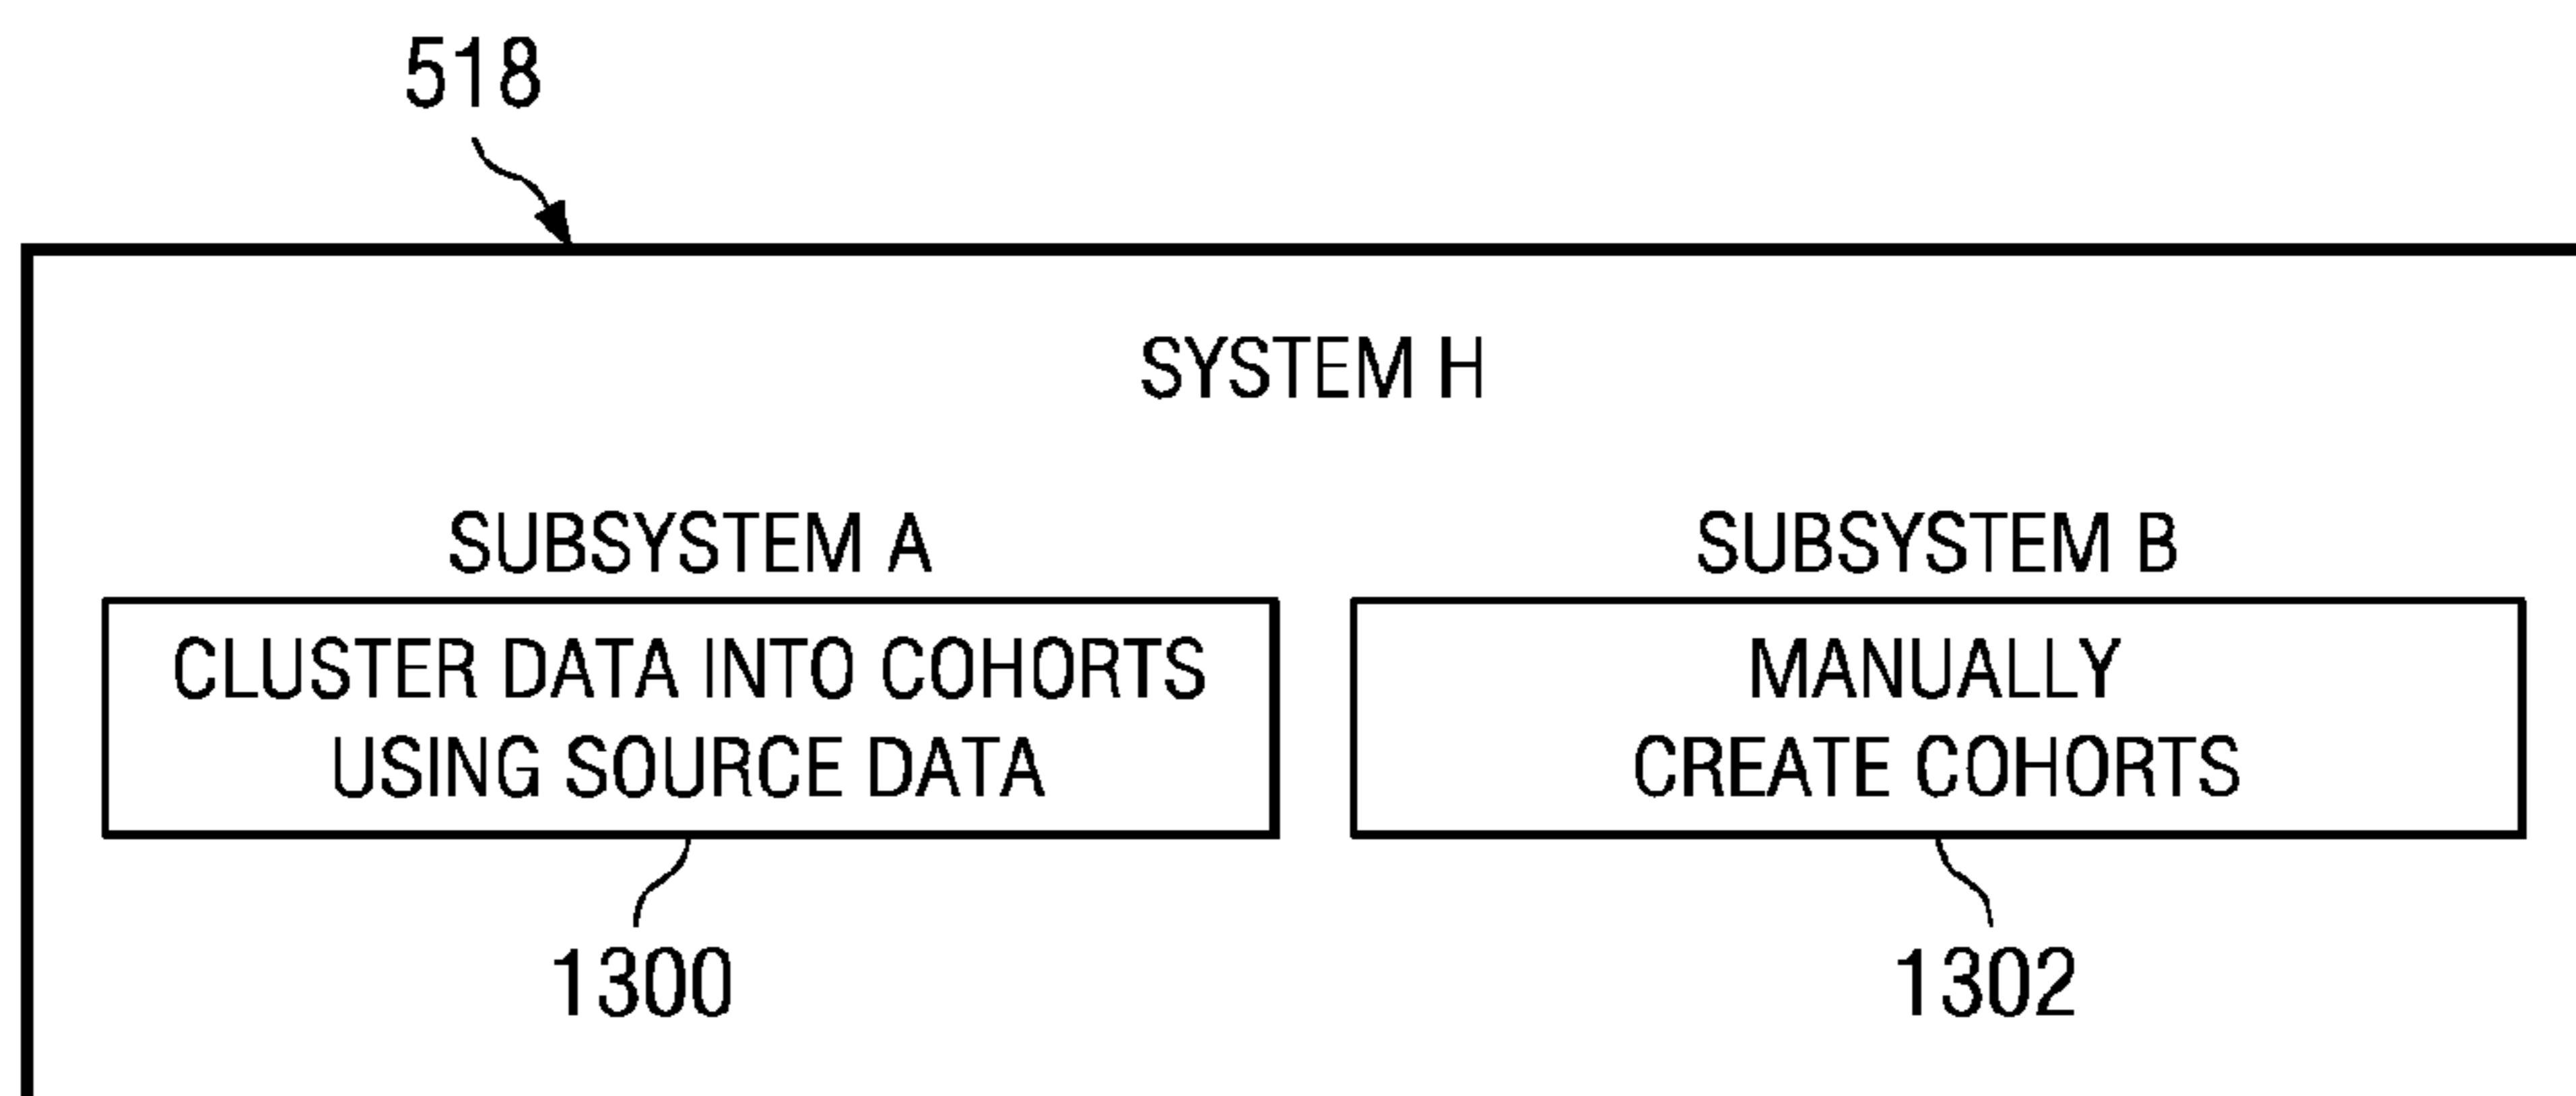 518
SYSTEM H
SUBSYSTEM A
CLUSTER DATA INTO COHORTS
USING SOURCE DATA
1300
SUBSYSTEM B
MANUALLY
CREATE COHORTS
1302